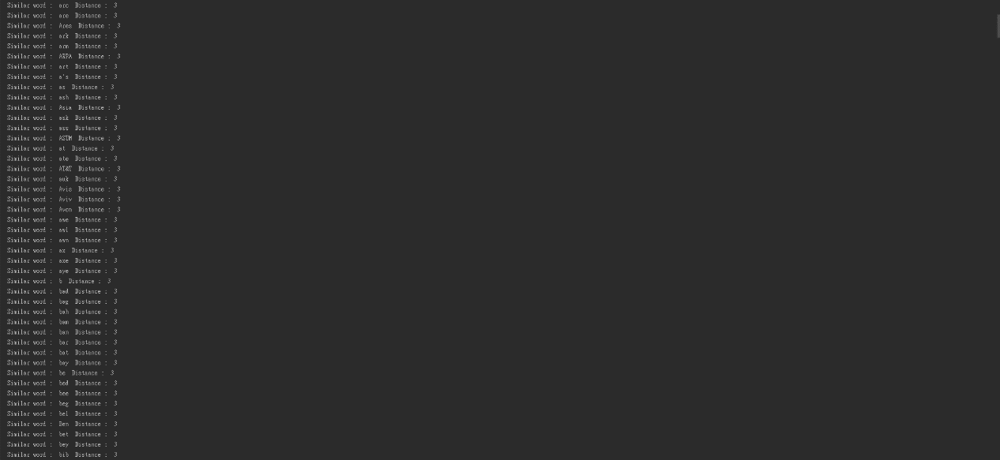 Similar word :  arc  Distance :  3
Similar word :  are  Distance :  3
Similar word :  Ares  Distance :  3
Similar word :  ark  Distance :  3
Similar word :  arm  Distance :  3
Similar word :  ARPA  Distance :  3
Similar word :  art  Distance :  3
Similar word :  a's  Distance :  3
Similar word :  as  Distance :  3
Similar word :  ash  Distance :  3
Similar word :  Asia  Distance :  3
Similar word :  ask  Distance :  3
Similar word :  ass  Distance :  3
Similar word :  ASTM  Distance :  3
Similar word :  at  Distance :  3
Similar word :  ate  Distance :  3
Similar word :  AT&T  Distance :  3
Similar word :  auk  Distance :  3
Similar word :  Avis  Distance :  3
Similar word :  Aviv  Distance :  3
Similar word :  Avon  Distance :  3
Similar word :  awe  Distance :  3
Similar word :  awl  Distance :  3
Similar word :  awn  Distance :  3
Similar word :  ax  Distance :  3
Similar word :  axe  Distance :  3
Similar word :  aye  Distance :  3
Similar word :  b  Distance :  3
Similar word :  bad  Distance :  3
Similar word :  bag  Distance :  3
Similar word :  bah  Distance :  3
Similar word :  bam  Distance :  3
Similar word :  ban  Distance :  3
Similar word :  bar  Distance :  3
Similar word :  bat  Distance :  3
Similar word :  bay  Distance :  3
Similar word :  be  Distance :  3
Similar word :  bed  Distance :  3
Similar word :  bee  Distance :  3
Similar word :  beg  Distance :  3
Similar word :  bel  Distance :  3
Similar word :  Ben  Distance :  3
Similar word :  bet  Distance :  3
Similar word :  bey  Distance :  3
Similar word :  bib  Distance :  3